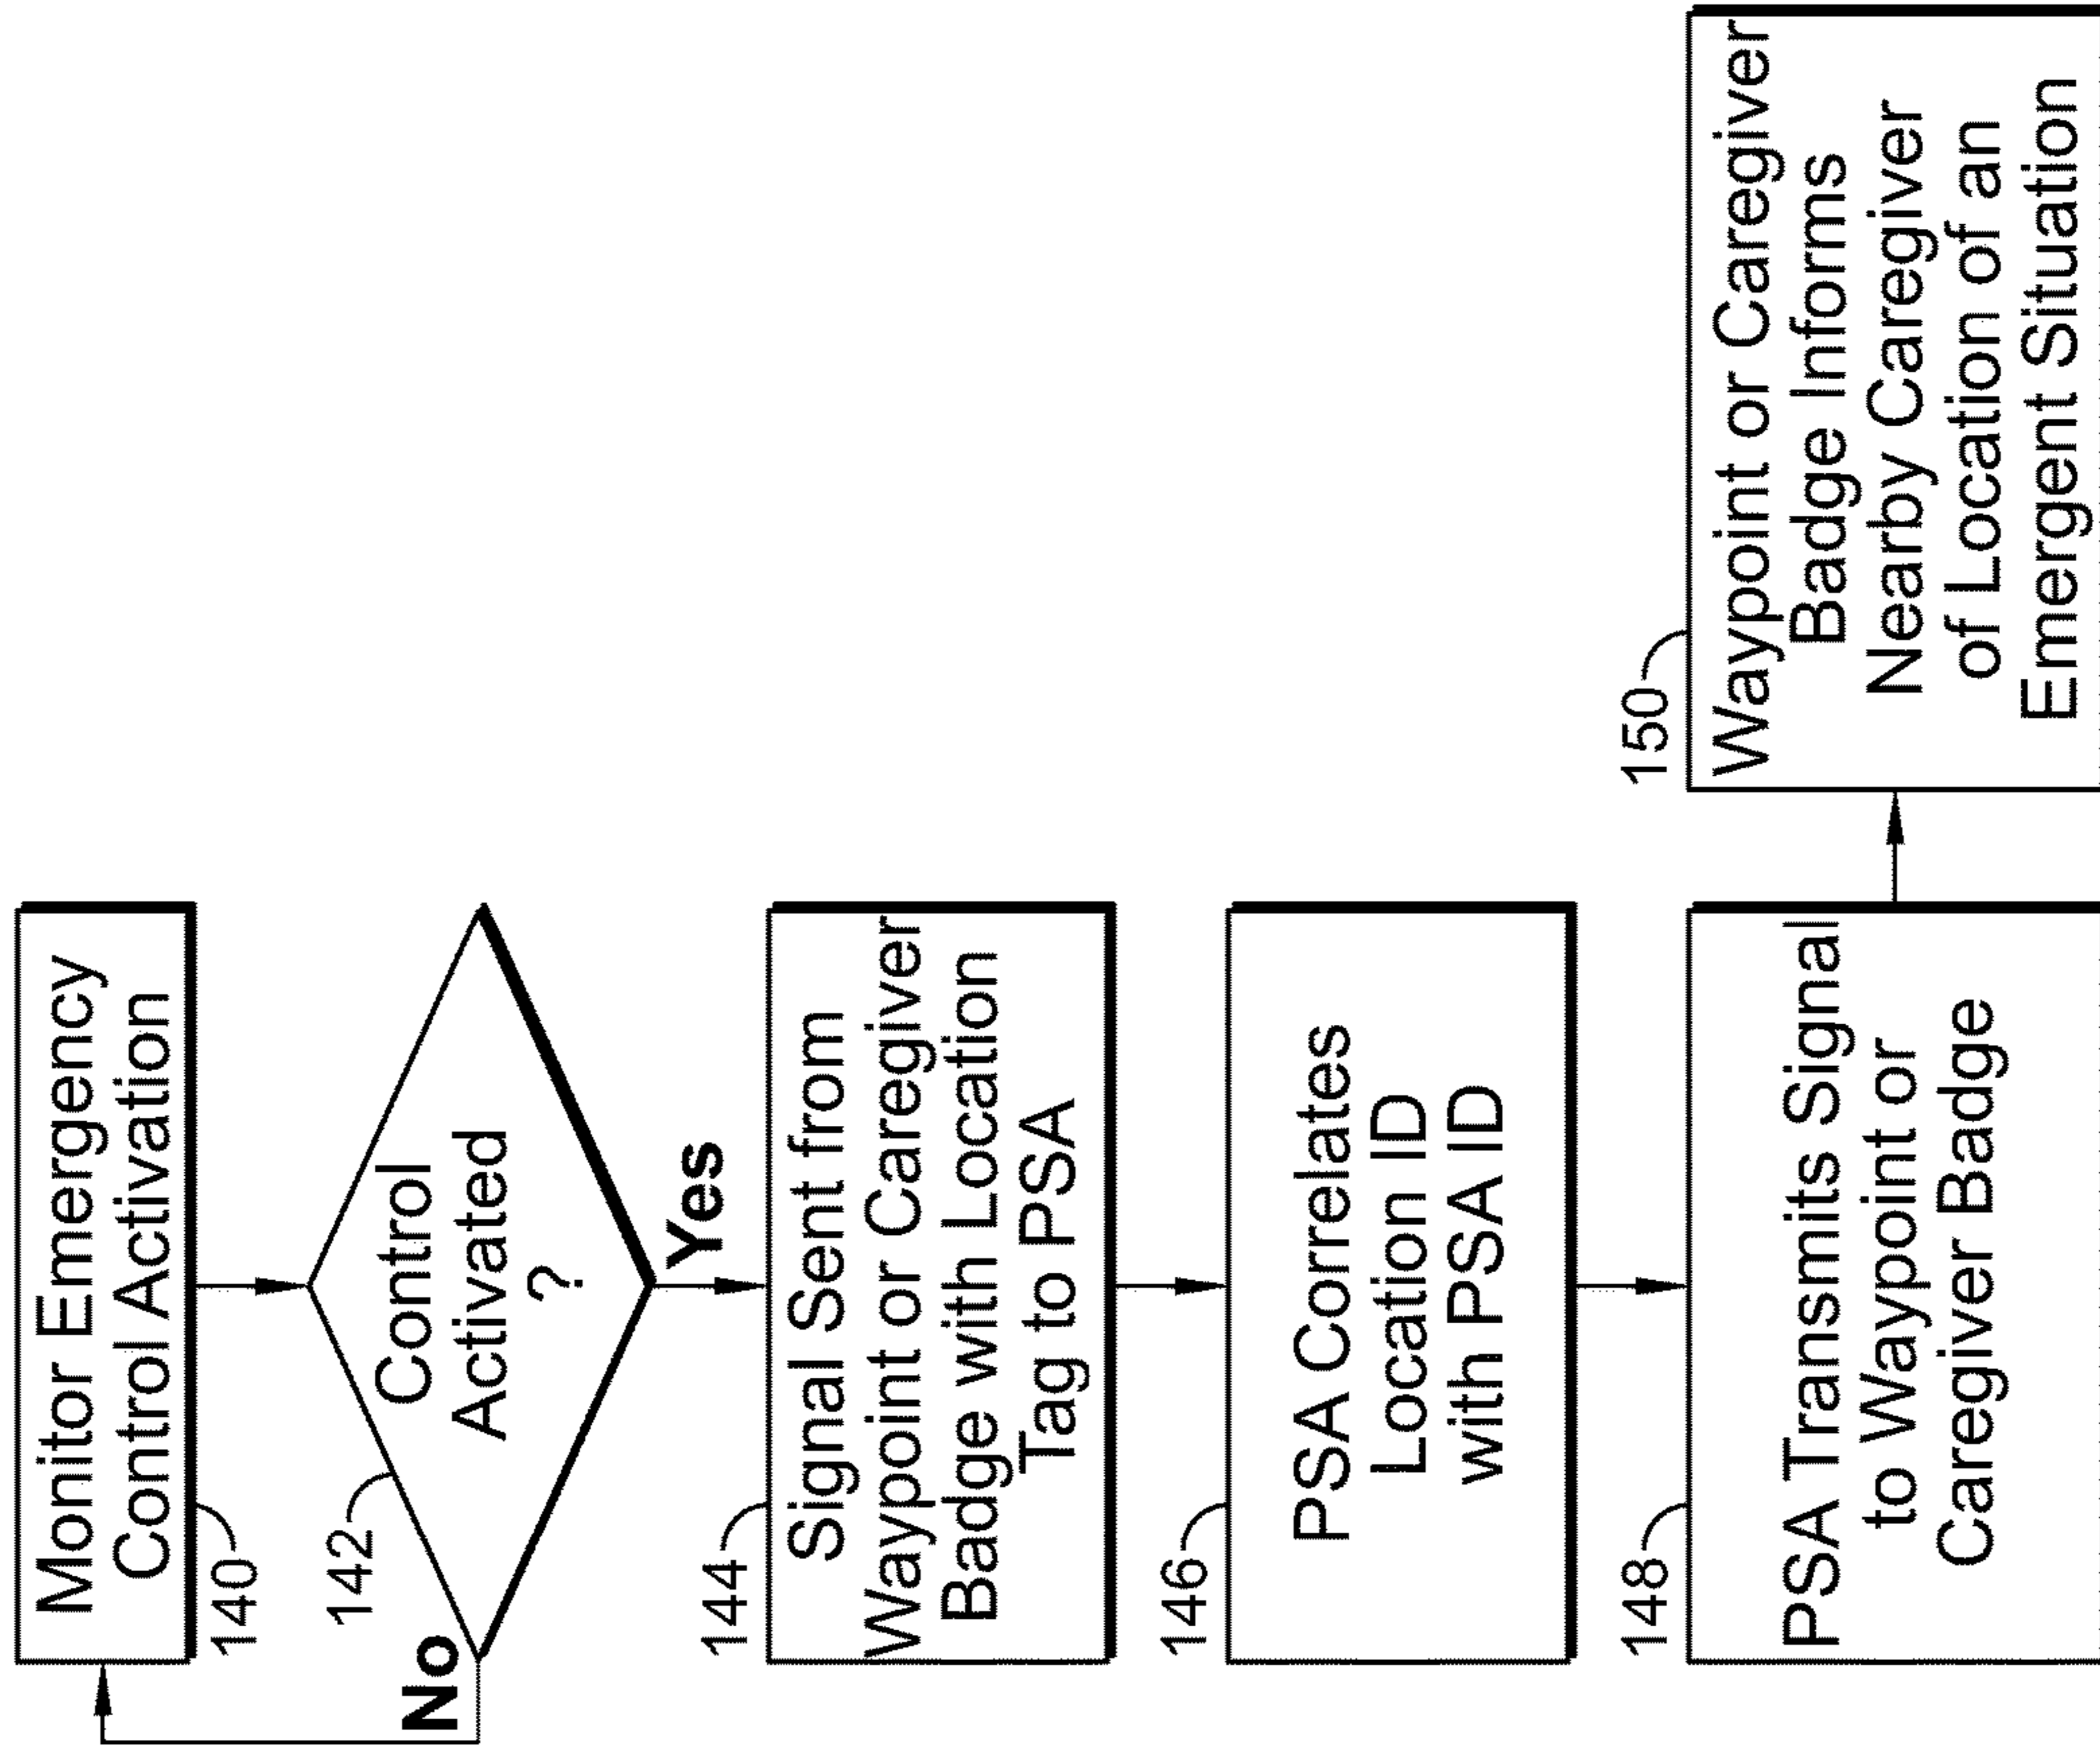 Monitor Emergency
Control Activation
140
142
Control
Activated
?
No
Yes
144
Signal Sent from
Waypoint or Caregiver
Badge with Location
Tag to PSA
146
PSA Correlates
Location ID
with PSA ID
148
PSA Transmits Signal
to Waypoint or
Caregiver Badge
150
Waypoint or Caregiver
Badge Informs
Nearby Caregiver
of Location of an
Emergent Situation